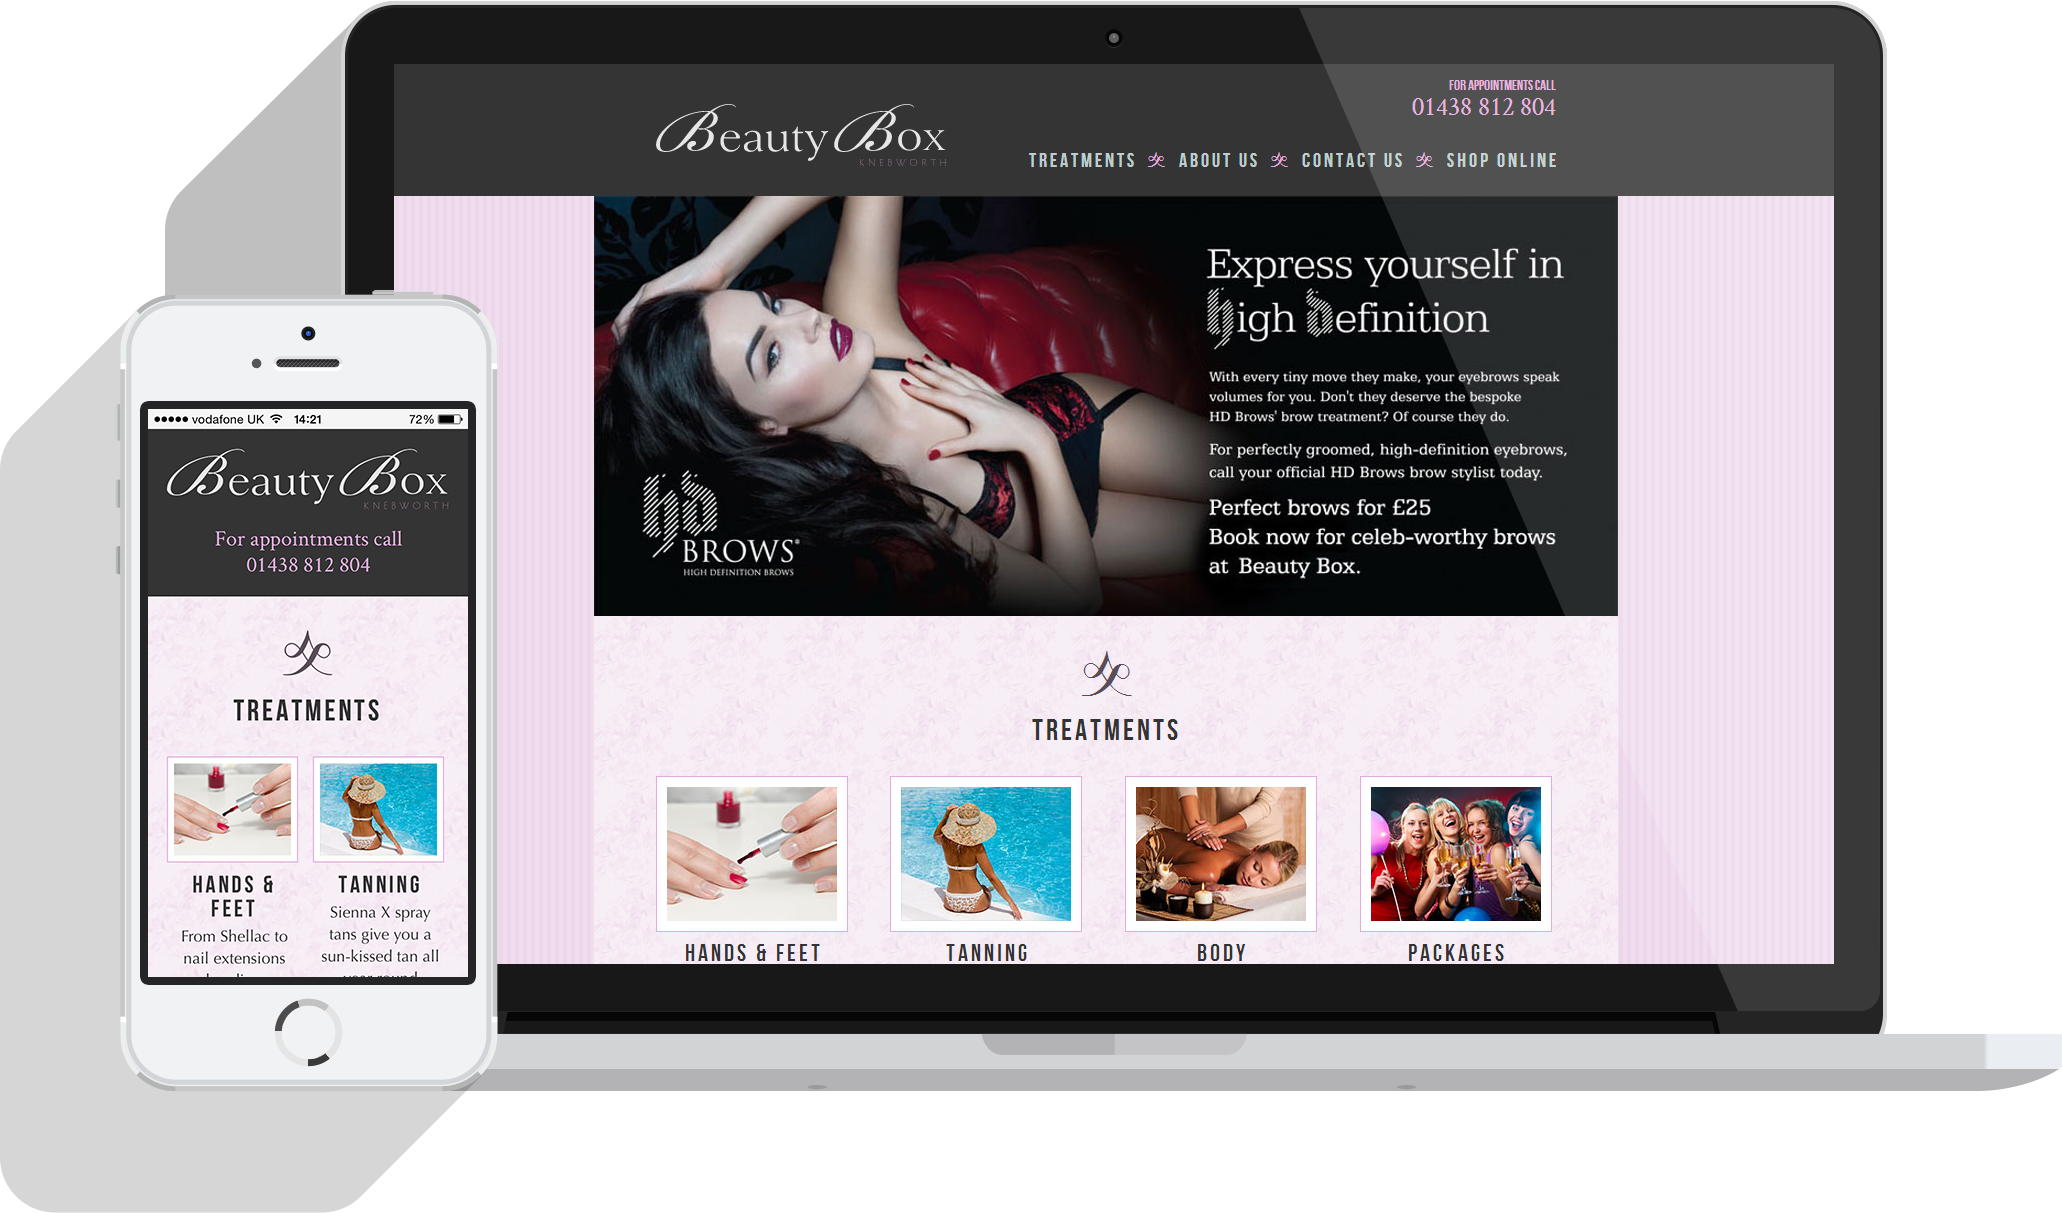 FOR APPOINTMENTS CALL
01438 812 804
Beauty Box
KNEBWORTH
TREATMENTS ABOUT US CONTACT US SHOP ONLINE
Express yourself in
high Definition
With every tiny move they make, your eyebrows speak
volumes for you. Don't they deserve the bespoke
HD Brows' brow treatment? Of course they do.
For perfectly groomed, high-definition eyebrows,
call your official HD Brows brow stylist today.
Perfect brows for £25
Book now for celeb-worthy brows
at Beauty Box.
hd
BROWS®
HIGH DEFINITION BROWS
TREATMENTS
HANDS & FEET TANNING BODY PACKAGES
vodafone UK 14:21 72%
Beauty Box
KNEBWORTH
For appointments call
01438 812 804
TREATMENTS
HANDS &
FEET
From Shellac to
nail extensions
TANNING
Sienna X spray
tans give you a
sun-kissed tan all
year round